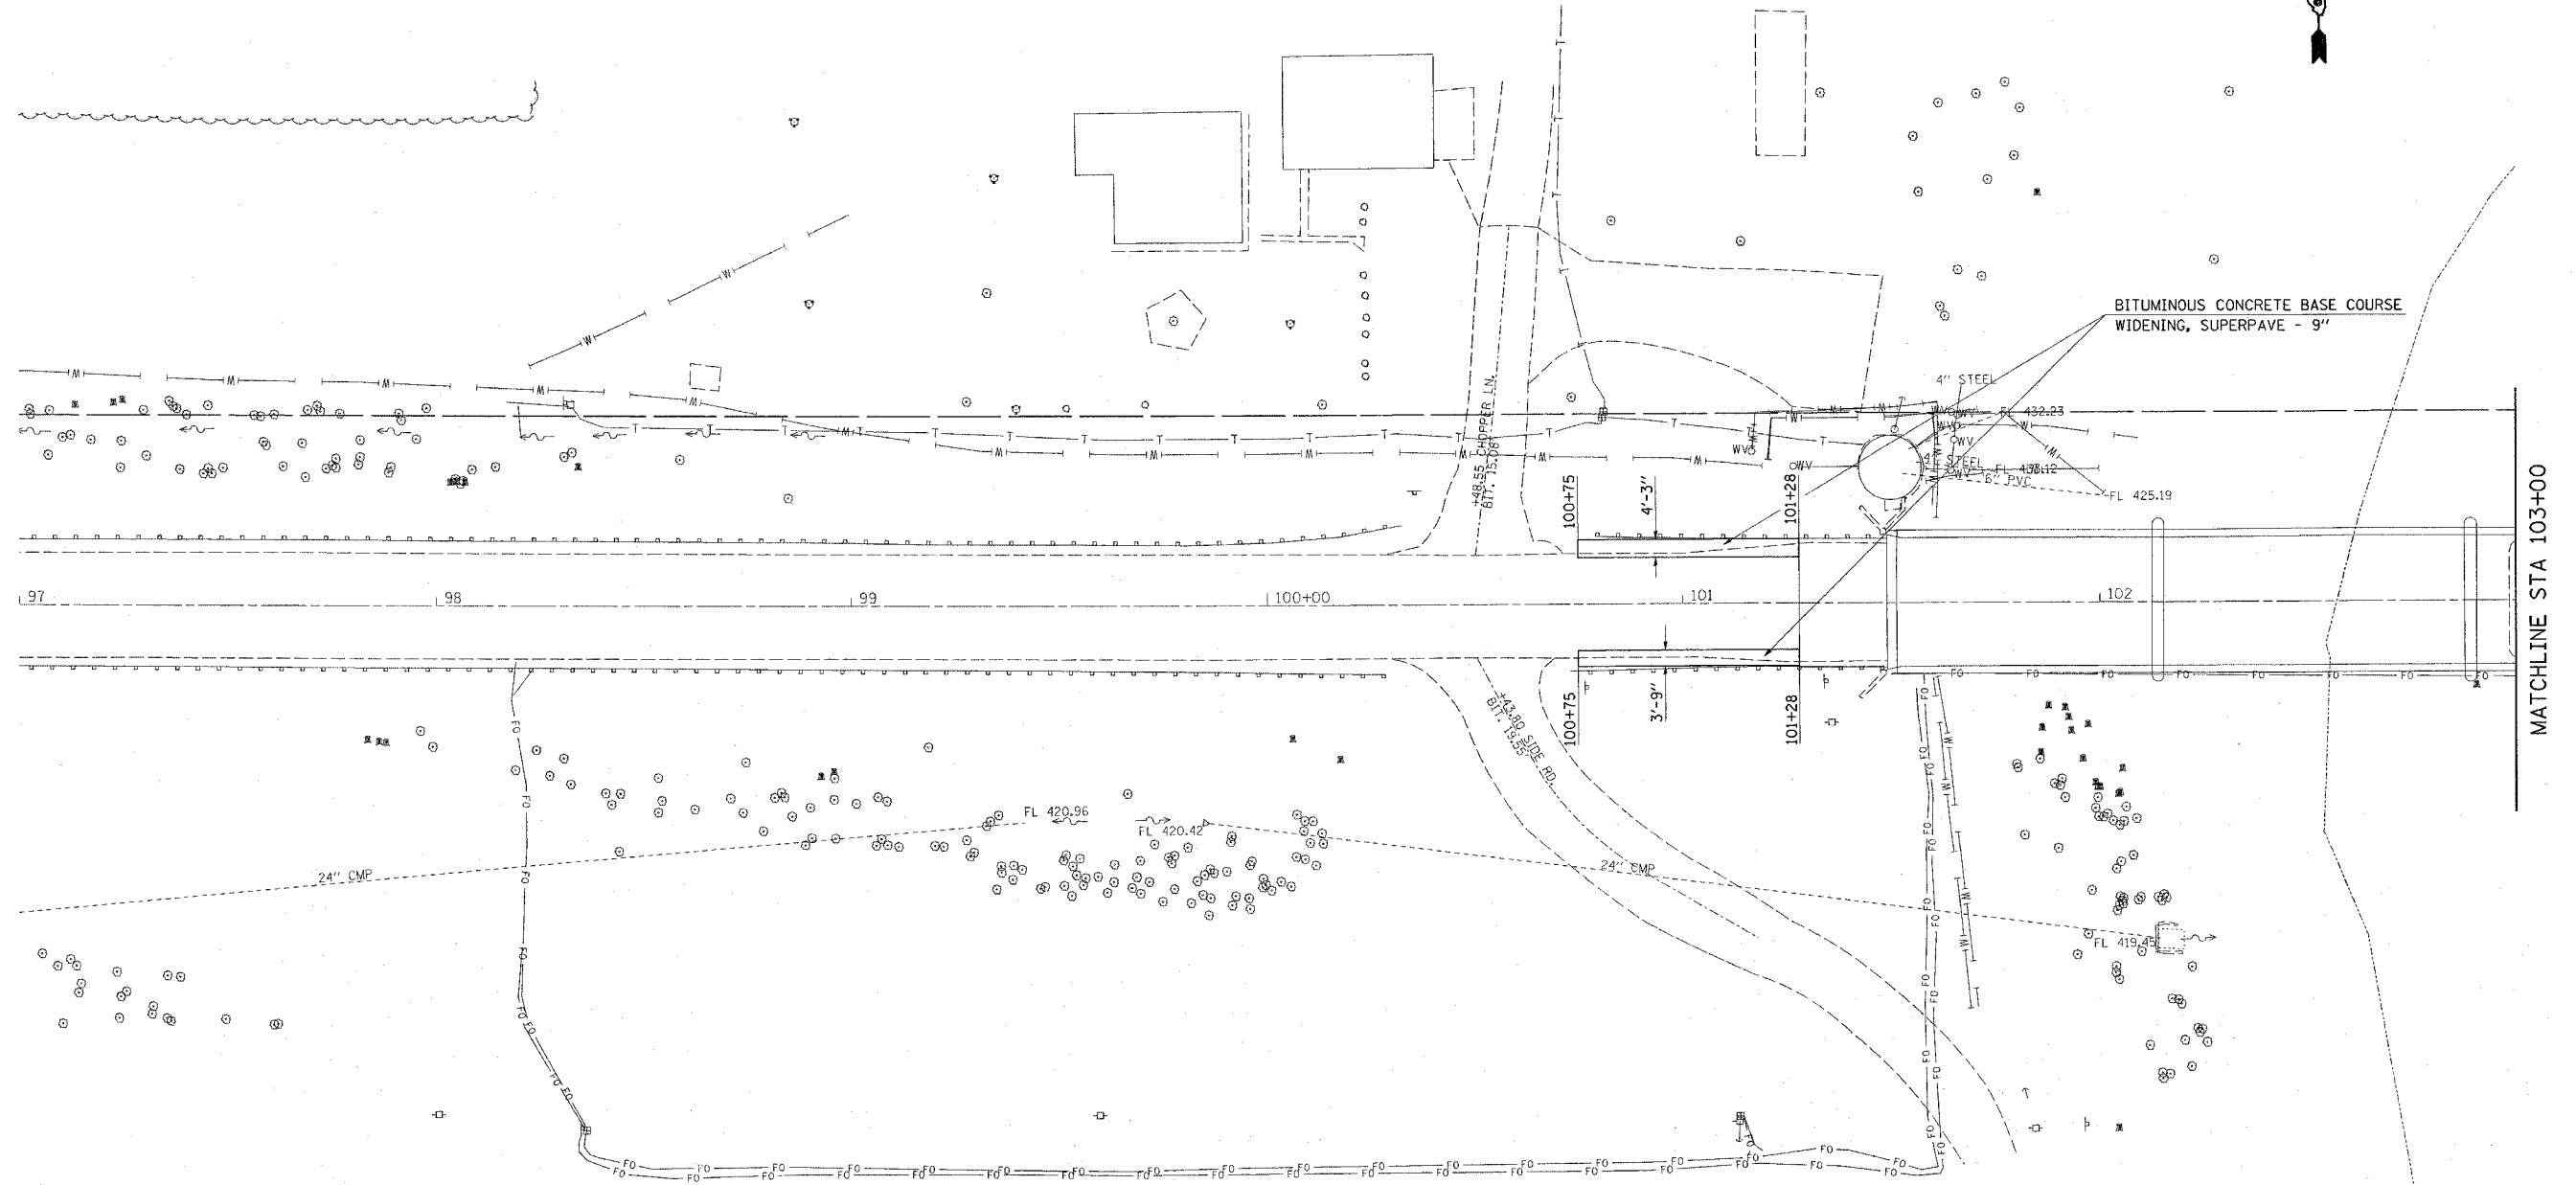 BITUMINOUS CONCRETE BASE COURSE
WIDENING, SUPERPAVE - 9"
4" STEEL
FL 432.23
4" STEEL
6" PVC
FL 425.19
+48.55 CHOPPER LN.
BIT. 15.08'
100+75
4'-3"
101+28
97
98
99
100+00
101
102
MATCHLINE STA 103+00
100+75
3'-9"
101+28
+43.80 SIDE RD.
BIT. 19.55'
FL 420.96
FL 420.42
24" CMP
24" CMP
FL 419.45